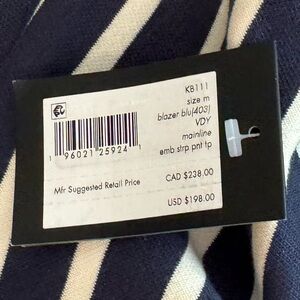 KB111
size m
blazer blu[403]
VDY
mainline
emb strp pnt tp
1 96021 25924 1
Mfr Suggested Retail Price
CAD $238.00
USD $198.00